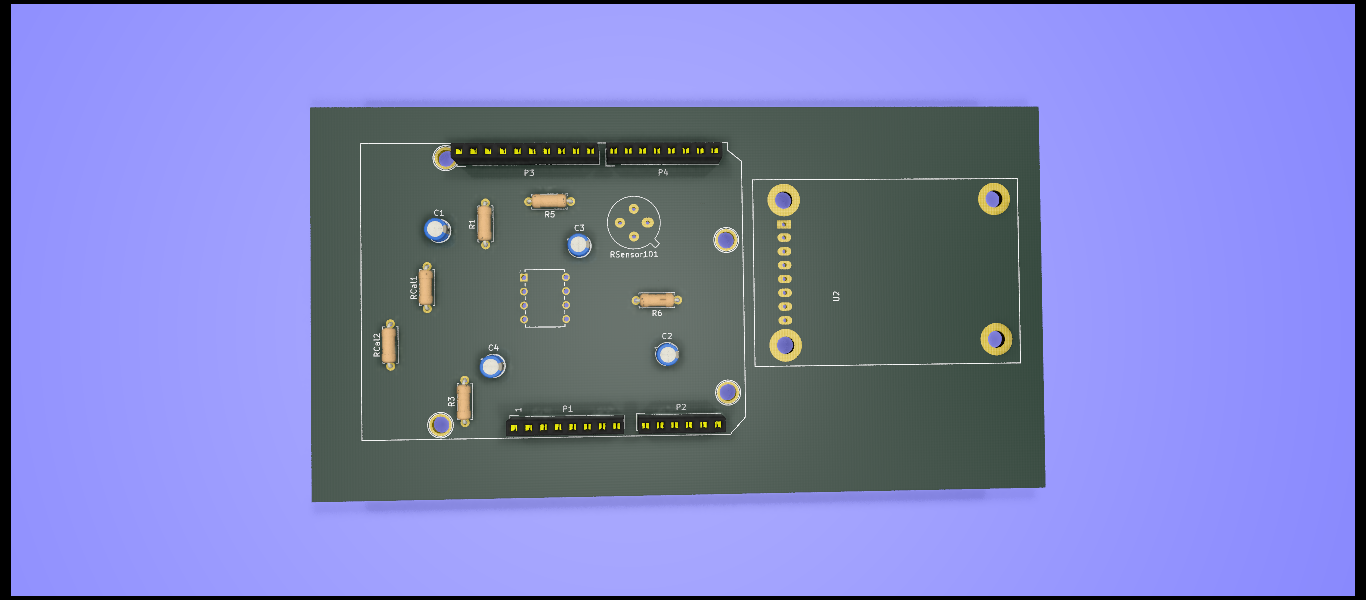 P3
P4
C1
R1
R5
C3
RSensor101
RCal1
U2
R6
RCal2
C4
C2
R3
1
P1
P2